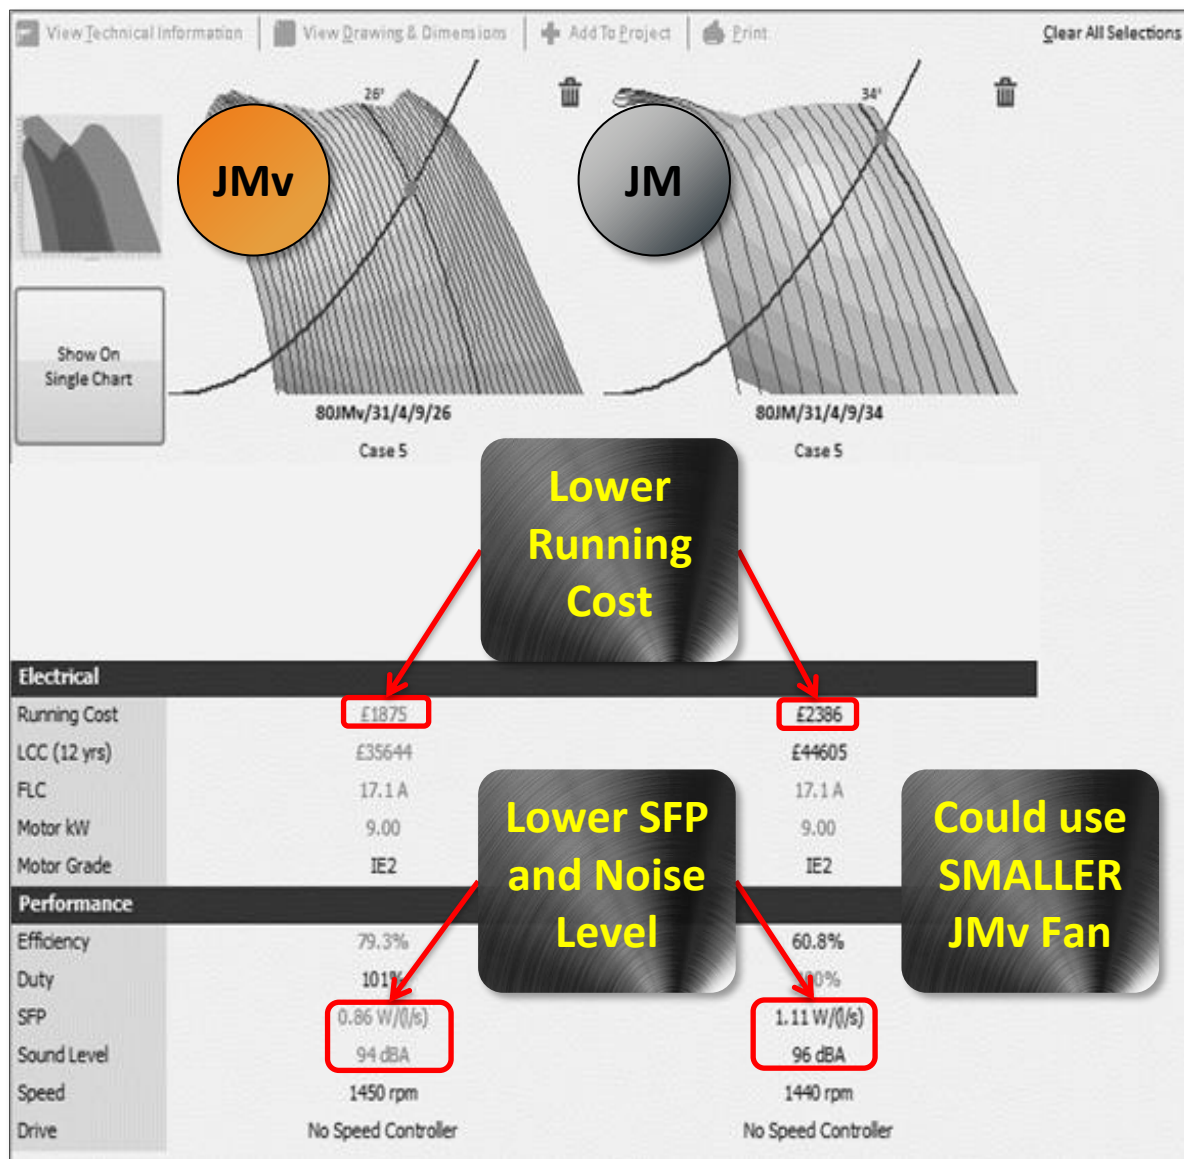 View Technical Information
View Drawing & Dimensions
Add To Project
Print
Clear All Selections
26°
34°
JMv
JM
Show On
Single Chart
80JMv/31/4/9/26
80JM/31/4/9/34
Case 5
Case 5
Lower
Running
Cost
Electrical
Running Cost £1875 £2386
LCC (12 yrs) £35644 £44605
FLC 17.1 A 17.1 A
Motor kW 9.00 9.00
Motor Grade IE2 IE2
Lower SFP
and Noise
Level
Could use
SMALLER
JMv Fan
Performance
Efficiency 79.3% 60.8%
Duty 101%
SFP 0.86 W/(l/s) 1.11 W/(l/s)
Sound Level 94 dBA 96 dBA
Speed 1450 rpm 1440 rpm
Drive No Speed Controller No Speed Controller